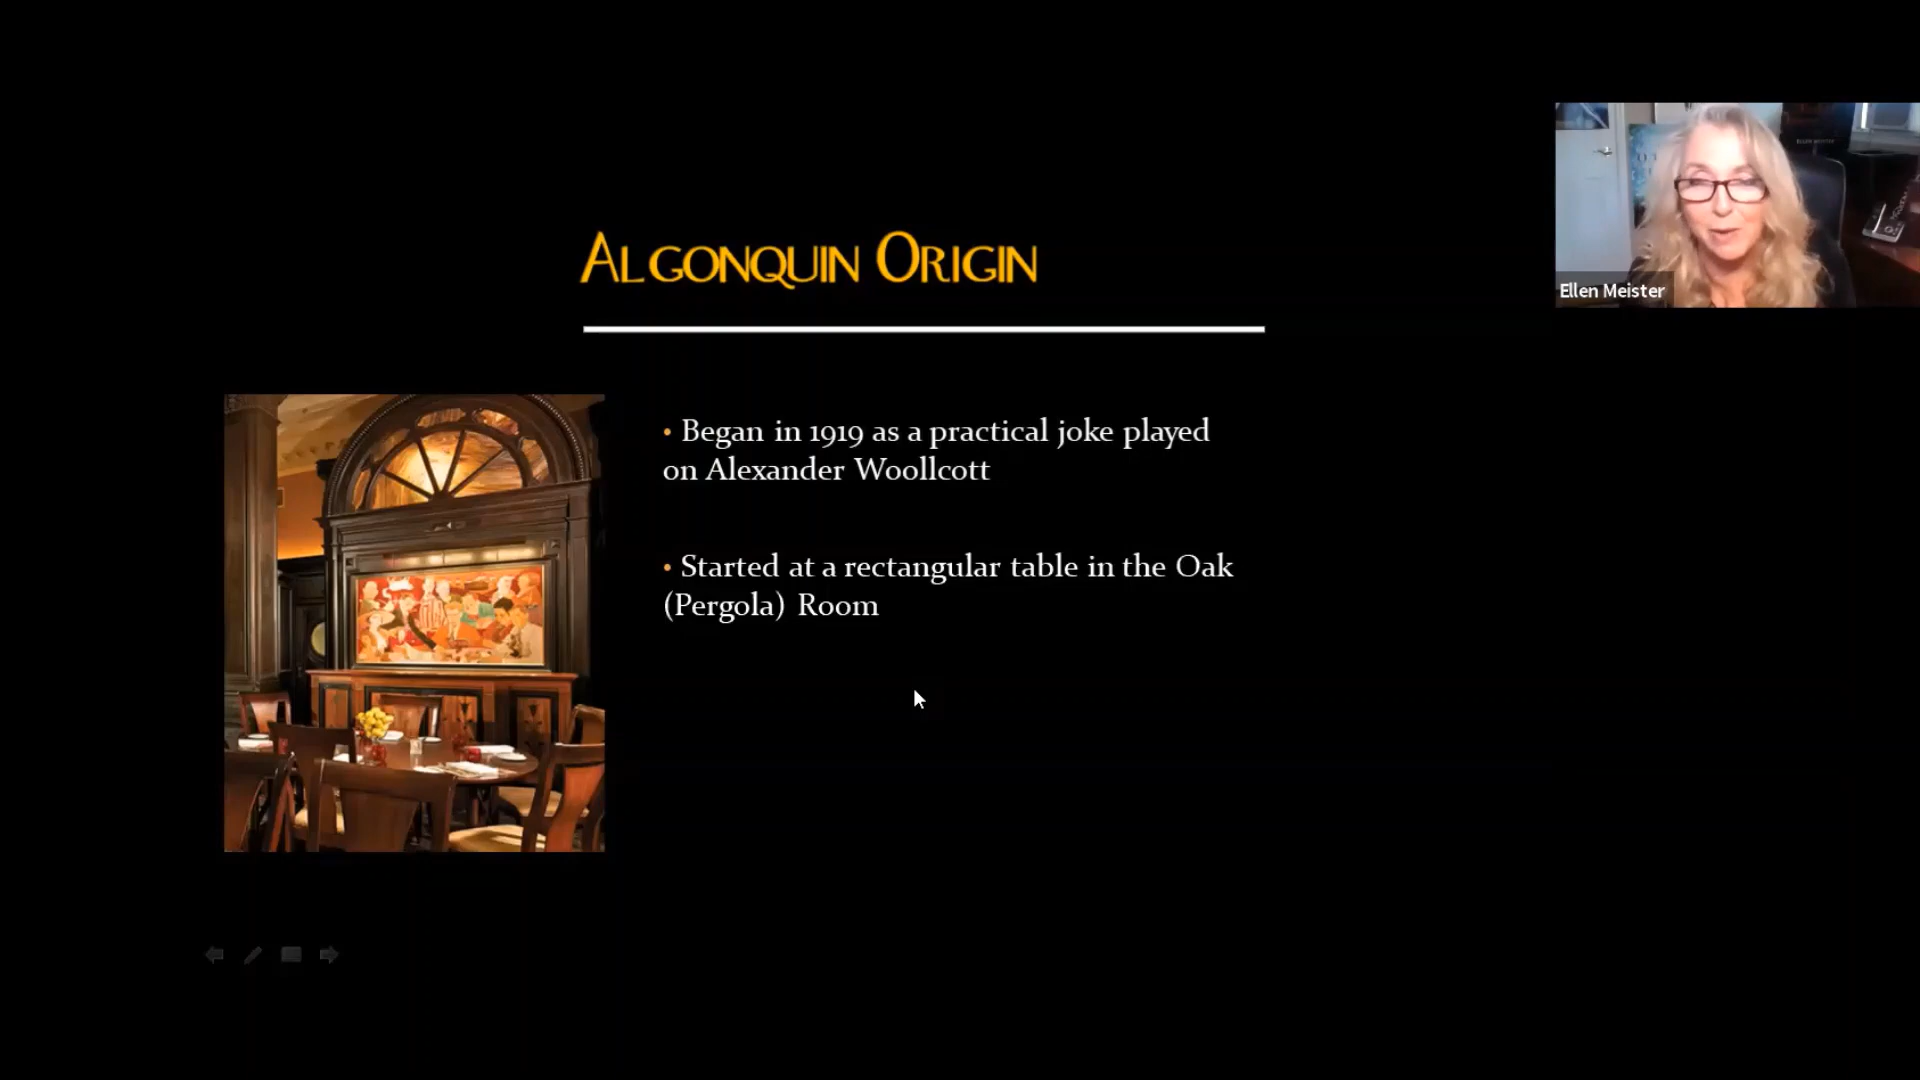 ALGONQUIN ORIGIN
• Began in 1919 as a practical joke played
on Alexander Woollcott
• Started at a rectangular table in the Oak
(Pergola) Room
Ellen Meister